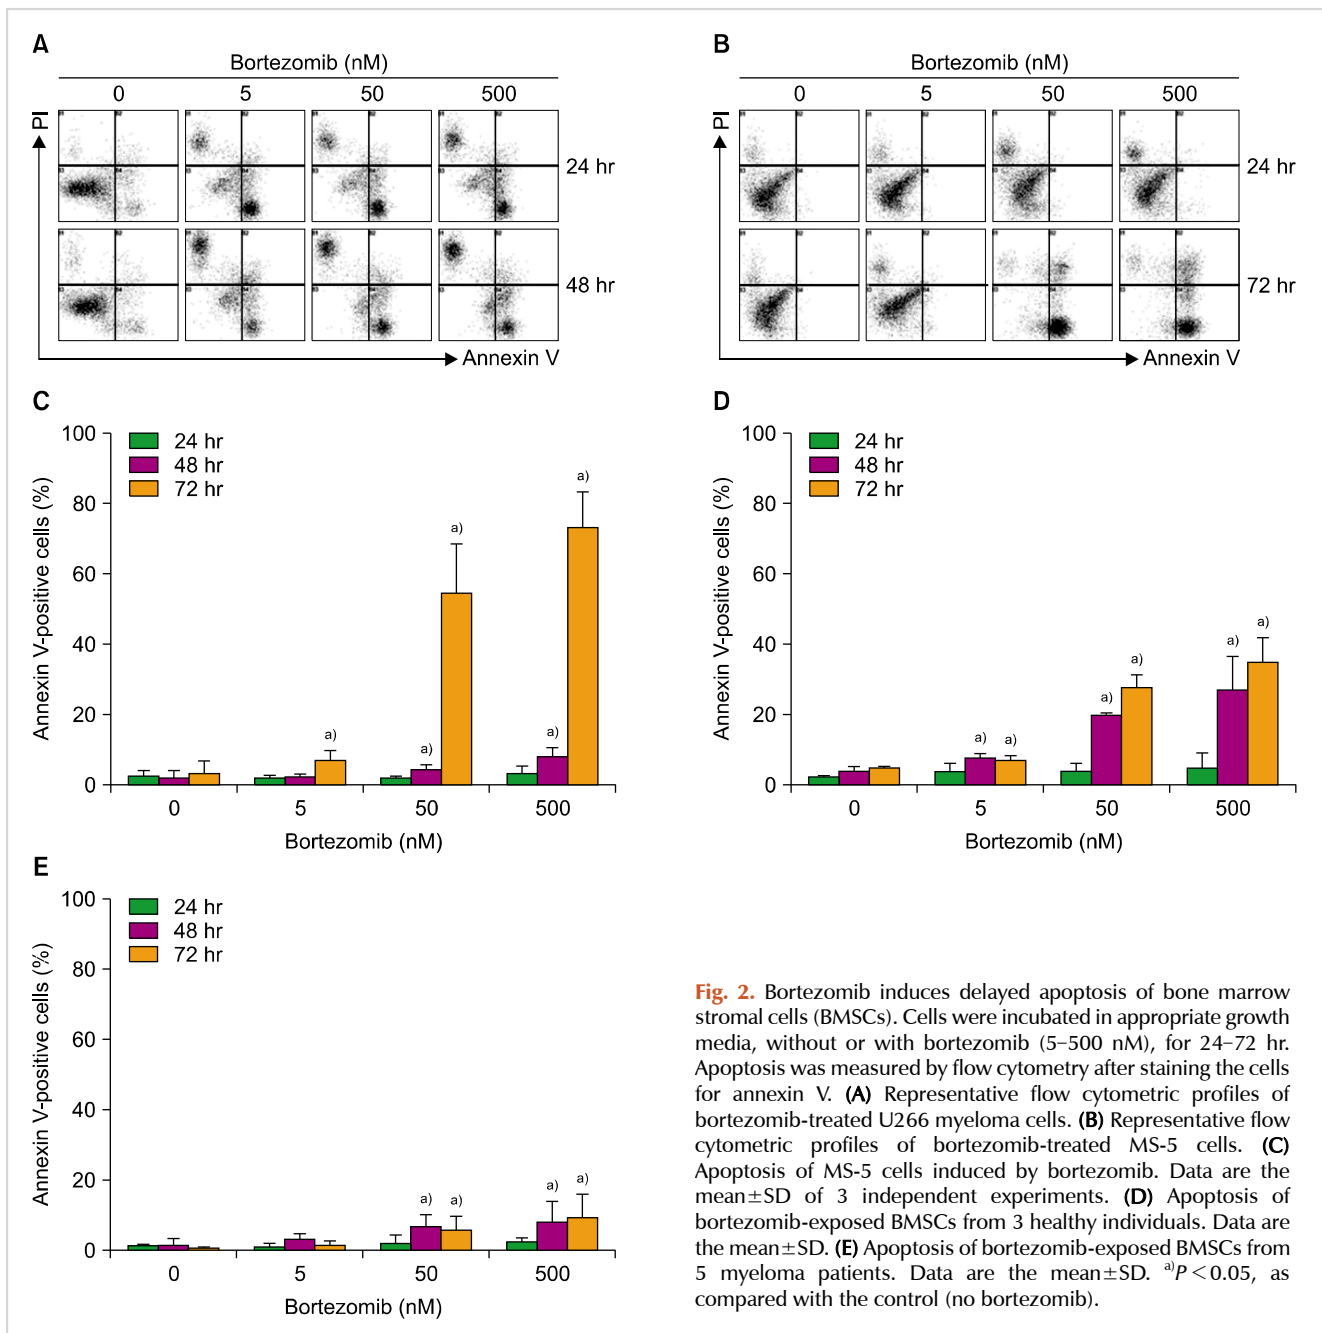 A
Bortezomib (nM)
0 5 50 500
PI
24 hr
48 hr
Annexin V
B
Bortezomib (nM)
0 5 50 500
PI
24 hr
72 hr
Annexin V
C
100
80
60
40
20
0
Annexin V-positive cells (%)
24 hr
48 hr
72 hr
a)
a)
a)
a)
a)
0 5 50 500
Bortezomib (nM)
D
100
80
60
40
20
0
Annexin V-positive cells (%)
24 hr
48 hr
72 hr
a)
a)
a)
a)
a)
a)
0 5 50 500
Bortezomib (nM)
E
100
80
60
40
20
0
Annexin V-positive cells (%)
24 hr
48 hr
72 hr
a)
a)
a)
a)
0 5 50 500
Bortezomib (nM)
Fig. 2. Bortezomib induces delayed apoptosis of bone marrow
stromal cells (BMSCs). Cells were incubated in appropriate growth
media, without or with bortezomib (5–500 nM), for 24–72 hr.
Apoptosis was measured by flow cytometry after staining the cells
for annexin V. (A) Representative flow cytometric profiles of
bortezomib-treated U266 myeloma cells. (B) Representative flow
cytometric profiles of bortezomib-treated MS-5 cells. (C)
Apoptosis of MS-5 cells induced by bortezomib. Data are the
mean±SD of 3 independent experiments. (D) Apoptosis of
bortezomib-exposed BMSCs from 3 healthy individuals. Data are
the mean±SD. (E) Apoptosis of bortezomib-exposed BMSCs from
5 myeloma patients. Data are the mean±SD. a)P<0.05, as
compared with the control (no bortezomib).